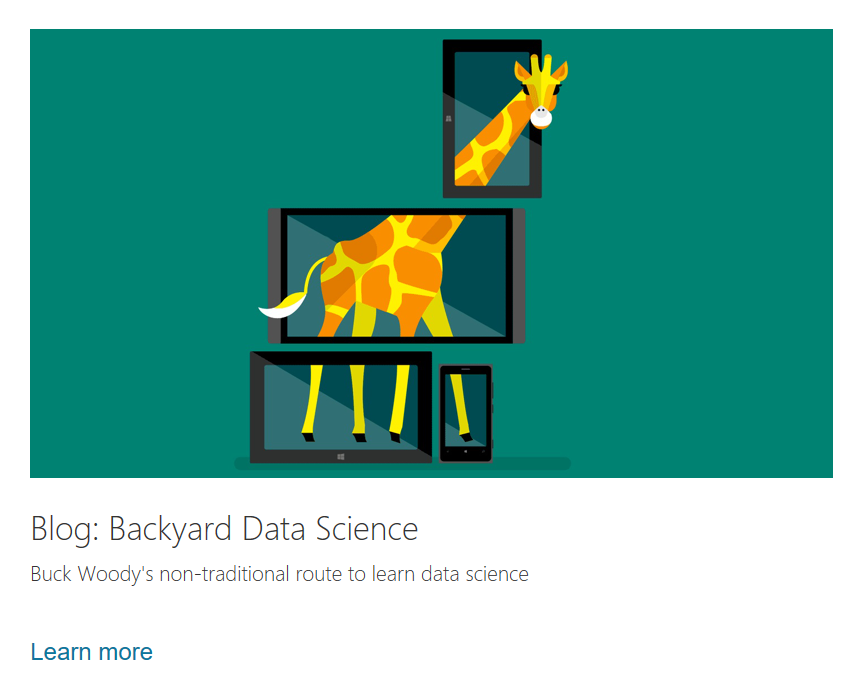 Blog: Backyard Data Science
Buck Woody's non-traditional route to learn data science
Learn more